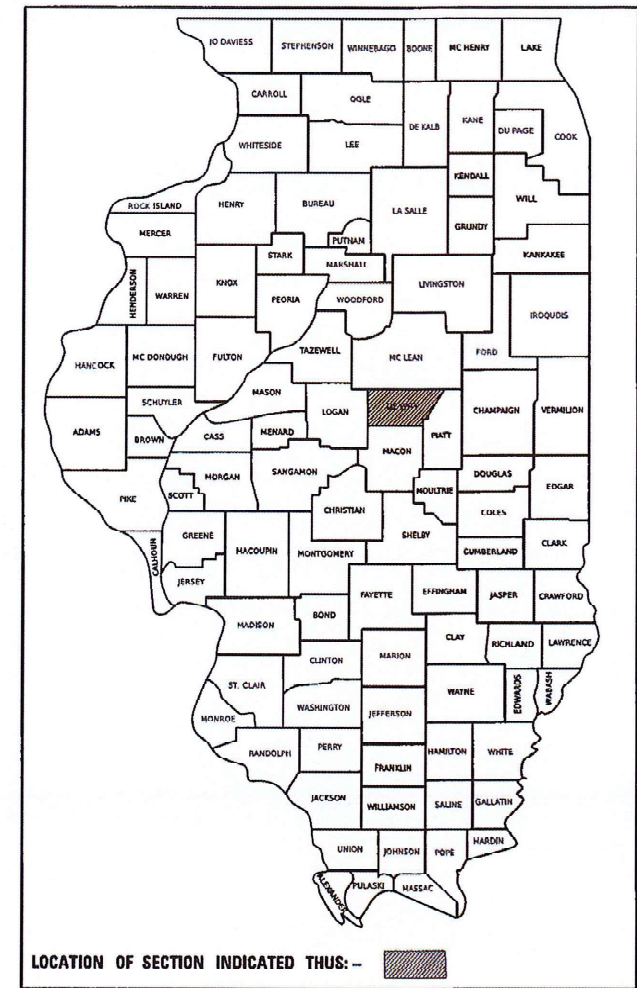 JO DAVIESS STEPHENSON WINNEBAGO BOONE MC HENRY LAKE
CARROLL OGLE DE KALB KANE DU PAGE COOK
WHITESIDE LEE
KENDALL
ROCK ISLAND HENRY BUREAU LA SALLE GRUNDY WILL
MERCER PUTNAM
STARK MARSHALL KANKAKEE
HENDERSON WARREN KNOX PEORIA WOODFORD LIVINGSTON IROQUOIS
HANCOCK MC DONOUGH FULTON TAZEWELL MC LEAN FORD
MASON
SCHUYLER LOGAN CHAMPAIGN VERMILION
ADAMS BROWN CASS MENARD MACON PIATT
SANGAMON DOUGLAS
PIKE SCOTT MORGAN MOULTRIE EDGAR
CHRISTIAN COLES
CALHOUN GREENE MACOUPIN MONTGOMERY SHELBY CUMBERLAND CLARK
JERSEY
FAYETTE EFFINGHAM JASPER CRAWFORD
MADISON BOND
CLAY RICHLAND LAWRENCE
CLINTON MARION
ST. CLAIR WAYNE EDWARDS WABASH
MONROE WASHINGTON JEFFERSON
RANDOLPH PERRY HAMILTON WHITE
FRANKLIN
JACKSON WILLIAMSON SALINE GALLATIN
UNION JOHNSON POPE HARDIN
ALEXANDER PULASKI MASSAC
LOCATION OF SECTION INDICATED THUS: –